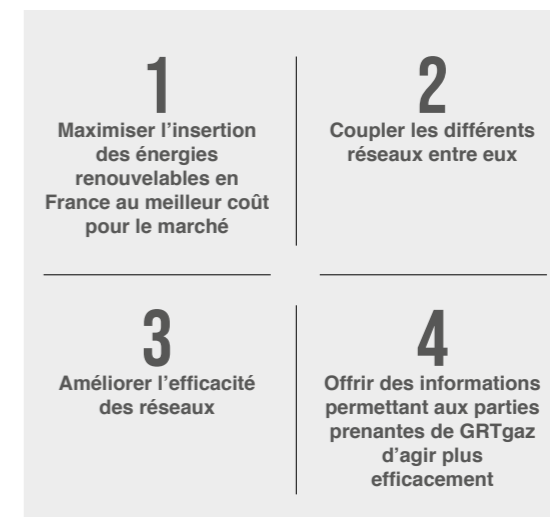 1
Maximiser l’insertion
des énergies
renouvelables en
France au meilleur coût
pour le marché
2
Coupler les différents
réseaux entre eux
3
Améliorer l’efficacité
des réseaux
4
Offrir des informations
permettant aux parties
prenantes de GRTgaz
d’agir plus
efficacement